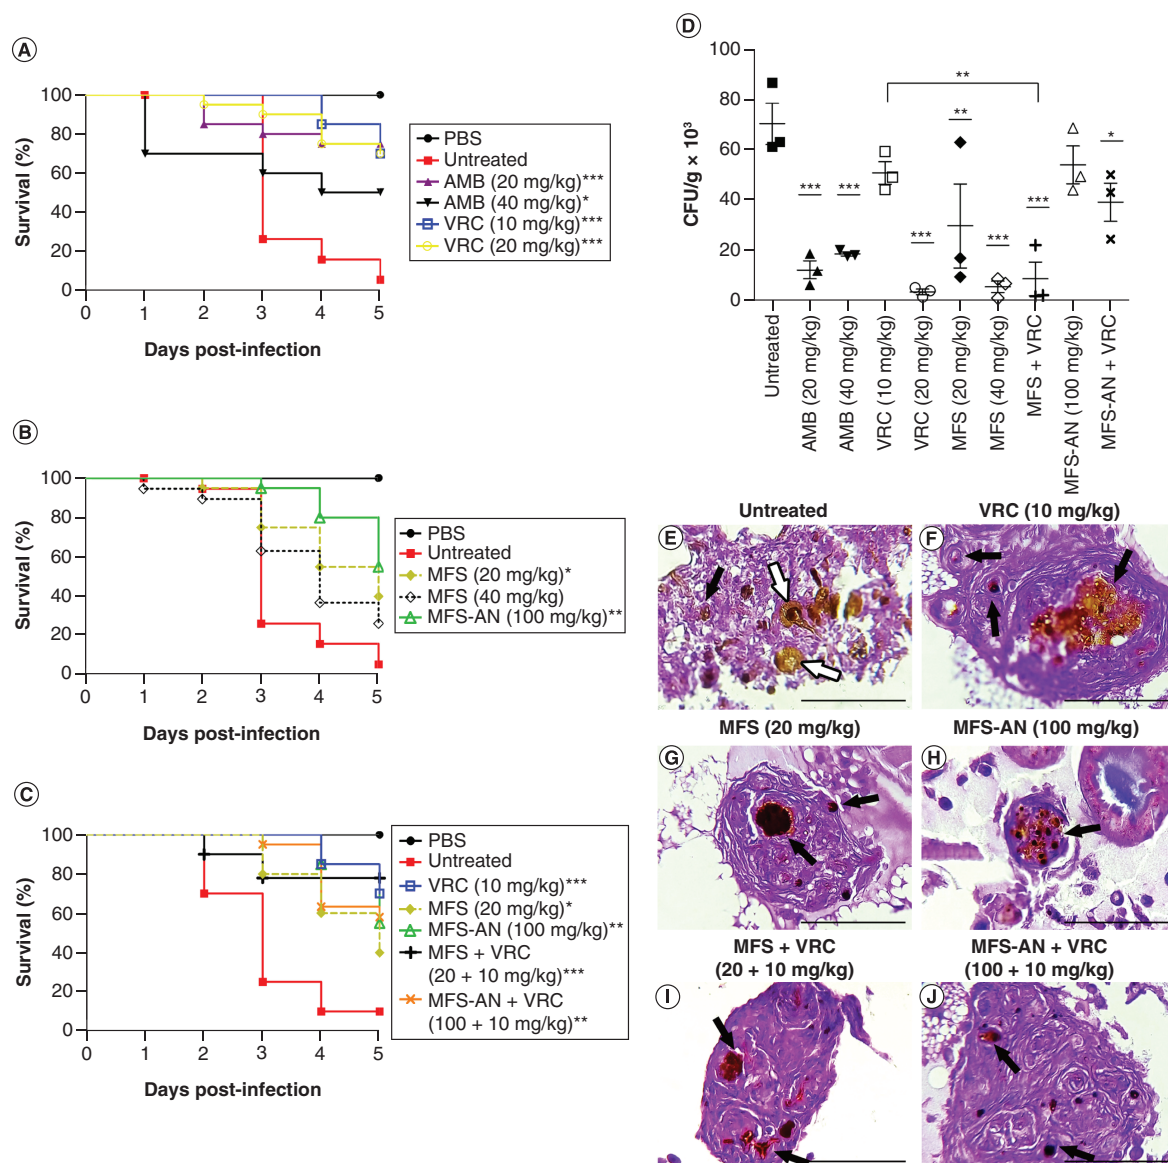 A
Survival (%)
100
80
60
40
20
0
0 1 2 3 4 5
Days post-infection
PBS
Untreated
AMB (20 mg/kg)***
AMB (40 mg/kg)*
VRC (10 mg/kg)***
VRC (20 mg/kg)***
B
Survival (%)
100
80
60
40
20
0
0 1 2 3 4 5
Days post-infection
PBS
Untreated
MFS (20 mg/kg)*
MFS (40 mg/kg)
MFS-AN (100 mg/kg)**
C
Survival (%)
100
80
60
40
20
0
0 1 2 3 4 5
Days post-infection
PBS
Untreated
VRC (10 mg/kg)***
MFS (20 mg/kg)*
MFS-AN (100 mg/kg)**
MFS + VRC
(20 + 10 mg/kg)***
MFS-AN + VRC
(100 + 10 mg/kg)**
D
CFU/g × 10³
100
80
60
40
20
0
*** *** *** ** *** *** *
**
Untreated
AMB (20 mg/kg)
AMB (40 mg/kg)
VRC (10 mg/kg)
VRC (20 mg/kg)
MFS (20 mg/kg)
MFS (40 mg/kg)
MFS + VRC
MFS-AN (100 mg/kg)
MFS-AN + VRC
Untreated
E
VRC (10 mg/kg)
F
MFS (20 mg/kg)
G
MFS-AN (100 mg/kg)
H
MFS + VRC
(20 + 10 mg/kg)
I
MFS-AN + VRC
(100 + 10 mg/kg)
J